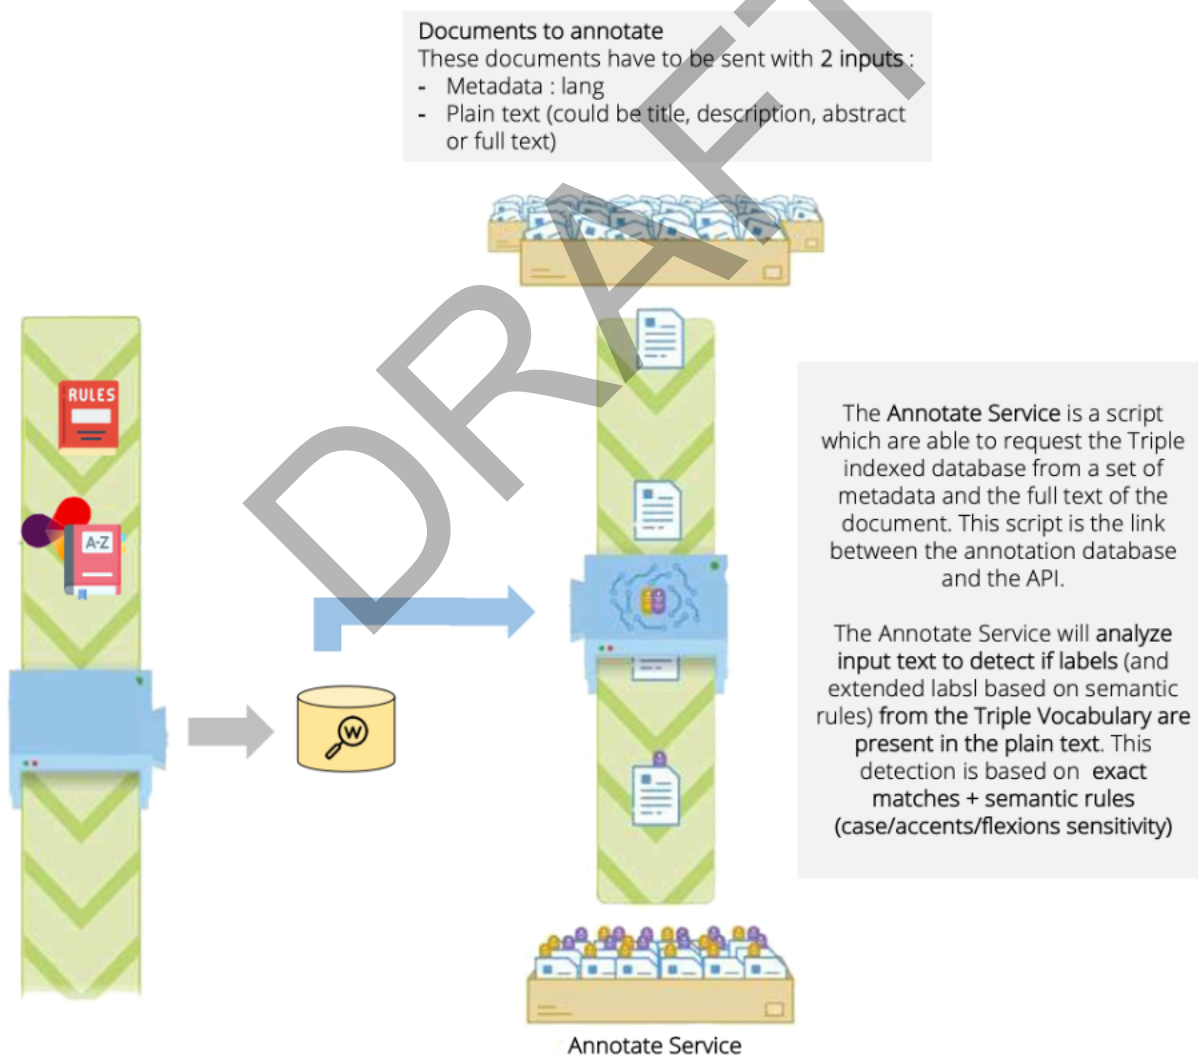 Documents to annotate
These documents have to be sent with 2 inputs :
- Metadata : lang
- Plain text (could be title, description, abstract
or full text)
DRAFT
RULES
A-Z
W
The Annotate Service is a script
which are able to request the Triple
indexed database from a set of
metadata and the full text of the
document. This script is the link
between the annotation database
and the API.
The Annotate Service will analyze
input text to detect if labels (and
extended labsl based on semantic
rules) from the Triple Vocabulary are
present in the plain text. This
detection is based on exact
matches + semantic rules
(case/accents/flexions sensitivity)
Annotate Service